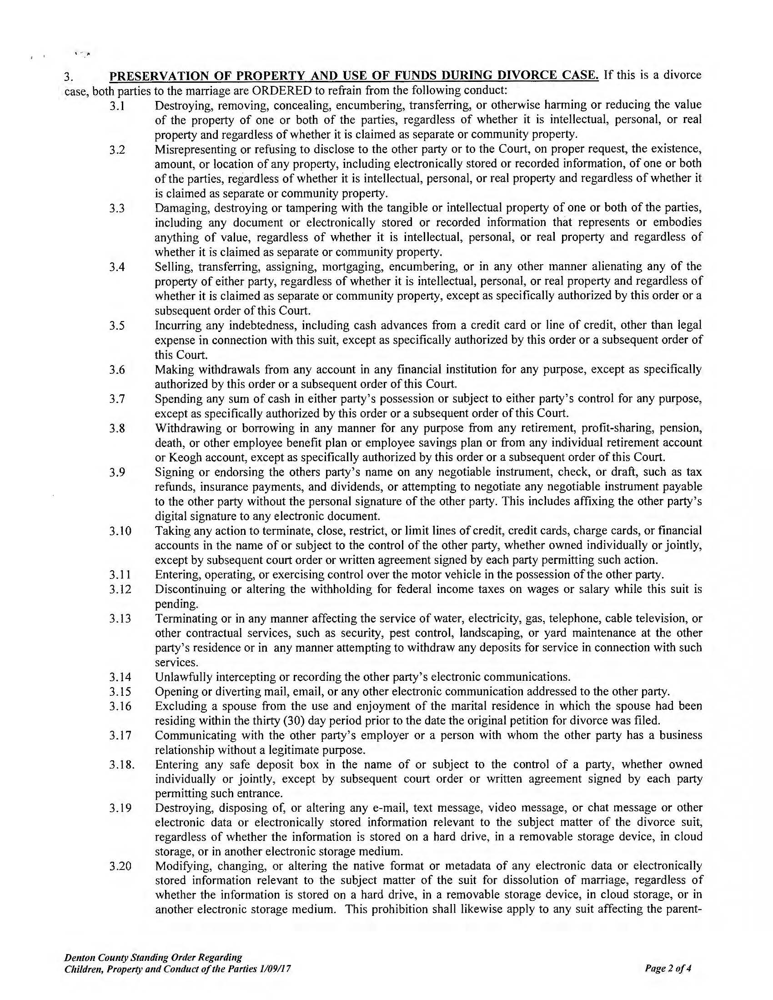 3. PRESERVATION OF PROPERTY AND USE OF FUNDS DURING DIVORCE CASE. If this is a divorce
case, both parties to the marriage are ORDERED to refrain from the following conduct:
3.1 Destroying, removing, concealing, encumbering, transferring, or otherwise harming or reducing the value
of the property of one or both of the parties, regardless of whether it is intellectual, personal, or real
property and regardless of whether it is claimed as separate or community property.
3.2 Misrepresenting or refusing to disclose to the other party or to the Court, on proper request, the existence,
amount, or location of any property, including electronically stored or recorded information, of one or both
of the parties, regardless of whether it is intellectual, personal, or real property and regardless of whether it
is claimed as separate or community property.
3.3 Damaging, destroying or tampering with the tangible or intellectual property of one or both of the parties,
including any document or electronically stored or recorded information that represents or embodies
anything of value, regardless of whether it is intellectual, personal, or real property and regardless of
whether it is claimed as separate or community property.
3.4 Selling, transferring, assigning, mortgaging, encumbering, or in any other manner alienating any of the
property of either party, regardless of whether it is intellectual, personal, or real property and regardless of
whether it is claimed as separate or community property, except as specifically authorized by this order or a
subsequent order of this Court.
3.5 Incurring any indebtedness, including cash advances from a credit card or line of credit, other than legal
expense in connection with this suit, except as specifically authorized by this order or a subsequent order of
this Court.
3.6 Making withdrawals from any account in any financial institution for any purpose, except as specifically
authorized by this order or a subsequent order of this Court.
3.7 Spending any sum of cash in either party's possession or subject to either party's control for any purpose,
except as specifically authorized by this order or a subsequent order of this Court.
3.8 Withdrawing or borrowing in any manner for any purpose from any retirement, profit-sharing, pension,
death, or other employee benefit plan or employee savings plan or from any individual retirement account
or Keogh account, except as specifically authorized by this order or a subsequent order of this Court.
3.9 Signing or endorsing the others party's name on any negotiable instrument, check, or draft, such as tax
refunds, insurance payments, and dividends, or attempting to negotiate any negotiable instrument payable
to the other party without the personal signature of the other party. This includes affixing the other party's
digital signature to any electronic document.
3.10 Taking any action to terminate, close, restrict, or limit lines of credit, credit cards, charge cards, or financial
accounts in the name of or subject to the control of the other party, whether owned individually or jointly,
except by subsequent court order or written agreement signed by each party permitting such action.
3.11 Entering, operating, or exercising control over the motor vehicle in the possession of the other party.
3.12 Discontinuing or altering the withholding for federal income taxes on wages or salary while this suit is
pending.
3.13 Terminating or in any manner affecting the service of water, electricity, gas, telephone, cable television, or
other contractual services, such as security, pest control, landscaping, or yard maintenance at the other
party's residence or in any manner attempting to withdraw any deposits for service in connection with such
services.
3.14 Unlawfully intercepting or recording the other party's electronic communications.
3.15 Opening or diverting mail, email, or any other electronic communication addressed to the other party.
3.16 Excluding a spouse from the use and enjoyment of the marital residence in which the spouse had been
residing within the thirty (30) day period prior to the date the original petition for divorce was filed.
3.17 Communicating with the other party's employer or a person with whom the other party has a business
relationship without a legitimate purpose.
3.18. Entering any safe deposit box in the name of or subject to the control of a party, whether owned
individually or jointly, except by subsequent court order or written agreement signed by each party
permitting such entrance.
3.19 Destroying, disposing of, or altering any e-mail, text message, video message, or chat message or other
electronic data or electronically stored information relevant to the subject matter of the divorce suit,
regardless of whether the information is stored on a hard drive, in a removable storage device, in cloud
storage, or in another electronic storage medium.
3.20 Modifying, changing, or altering the native format or metadata of any electronic data or electronically
stored information relevant to the subject matter of the suit for dissolution of marriage, regardless of
whether the information is stored on a hard drive, in a removable storage device, in cloud storage, or in
another electronic storage medium. This prohibition shall likewise apply to any suit affecting the parent-
Denton County Standing Order Regarding
Children, Property and Conduct of the Parties 1/09/17 Page 2 of 4